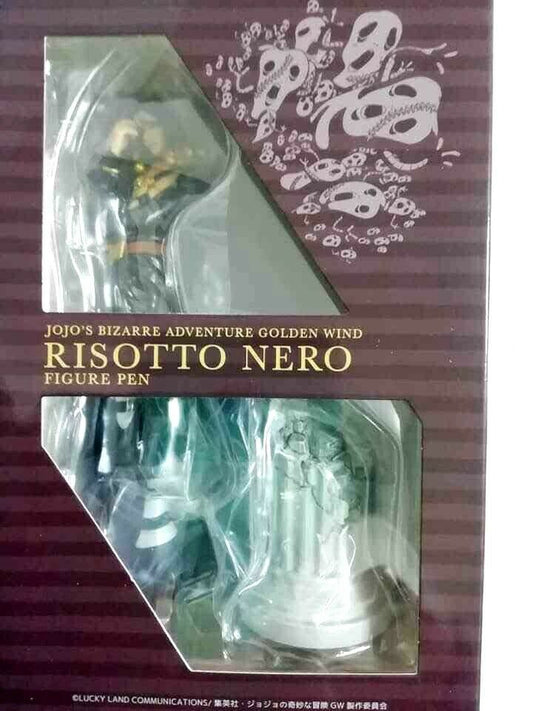 JOJO'S BIZARRE ADVENTURE GOLDEN WIND
RISOTTO NERO
FIGURE PEN
©LUCKY LAND COMMUNICATIONS/集英社・ジョジョの奇妙な冒険 GW 製作委員会